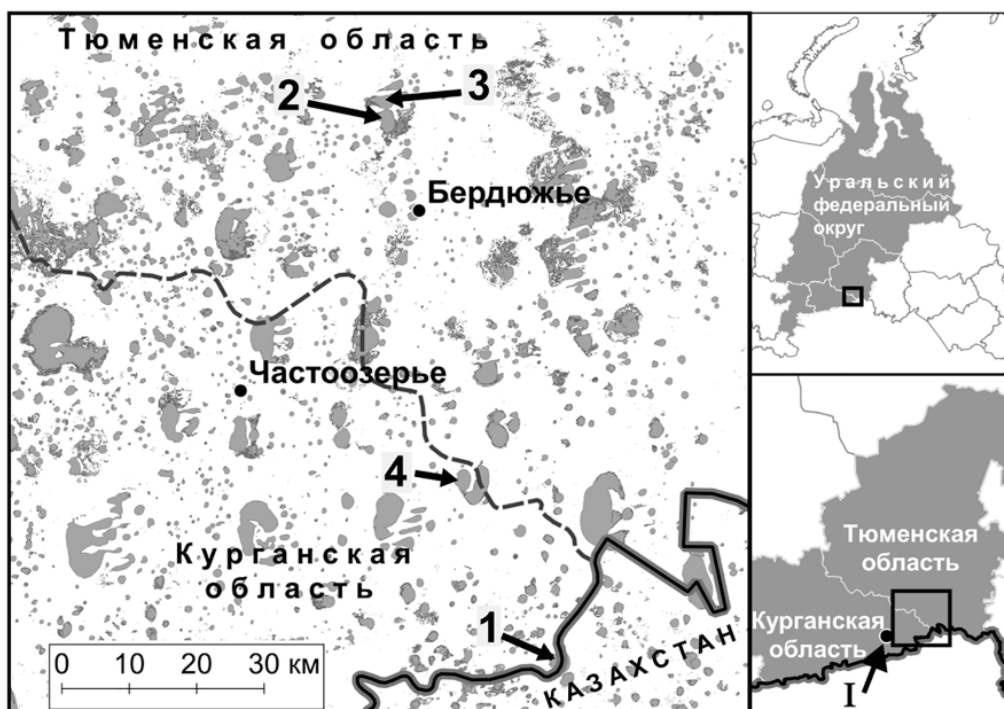 Тюменская область
2
3
Бердюжье
Частоозерье
4
Курганская
область
1
КАЗАХСТАН
0 10 20 30 км
Уральский
федеральный
округ
Тюменская
область
Курганская
область
I